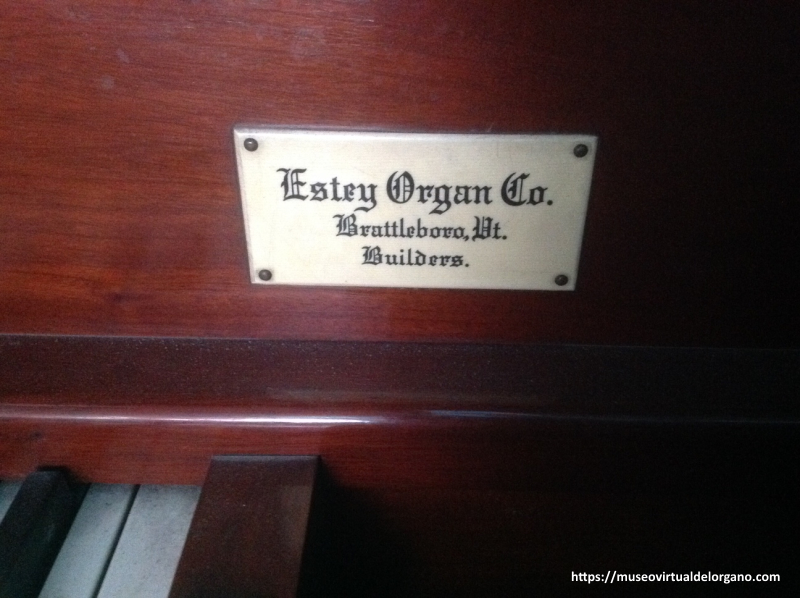 Estey Organ Co.
Brattleboro, Vt.
Builders.
https://museovirtualdelorgano.com